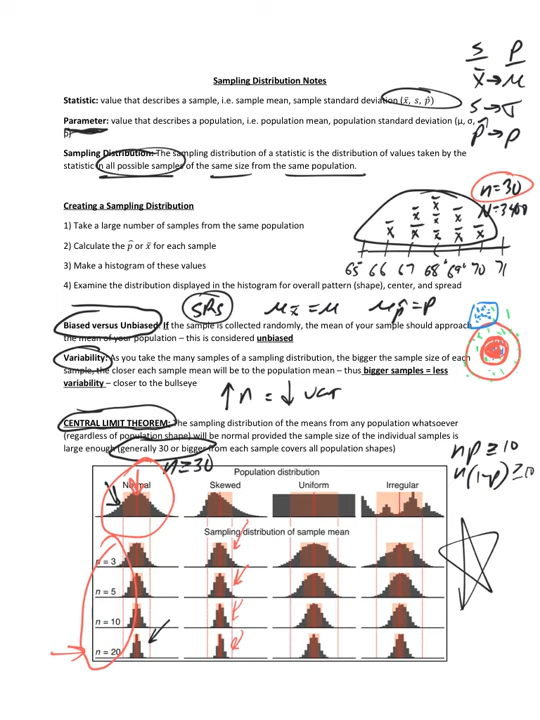 S P
x̄ → μ
S → σ
p̂ → p
Sampling Distribution Notes
Statistic: value that describes a sample, i.e. sample mean, sample standard deviation (x̄, s, p̂)
Parameter: value that describes a population, i.e. population mean, population standard deviation (μ, σ,
p)
Sampling Distribution: The sampling distribution of a statistic is the distribution of values taken by the
statistic in all possible samples of the same size from the same population.
n=30
N=3400
Creating a Sampling Distribution
1) Take a large number of samples from the same population
2) Calculate the p̂ or x̄ for each sample
3) Make a histogram of these values
4) Examine the distribution displayed in the histogram for overall pattern (shape), center, and spread
x̄
x̄ x̄ x̄
x̄ x̄ x̄ x̄ x̄
65 66 67 68 69 70 71
SRS μx̄ = μ μp̂ = p
Biased versus Unbiased: If the sample is collected randomly, the mean of your sample should approach
the mean of your population – this is considered unbiased
Variability: As you take the many samples of a sampling distribution, the bigger the sample size of each
sample, the closer each sample mean will be to the population mean – thus bigger samples = less
variability – closer to the bullseye
↑ n = ↓ var
CENTRAL LIMIT THEOREM: The sampling distribution of the means from any population whatsoever
(regardless of population shape) will be normal provided the sample size of the individual samples is
large enough (generally 30 or bigger from each sample covers all population shapes)
n ≥ 30
np ≥ 10
n(1-p) ≥ 10
Population distribution
Normal Skewed Uniform Irregular
Sampling distribution of sample mean
n = 3
n = 5
n = 10
n = 20